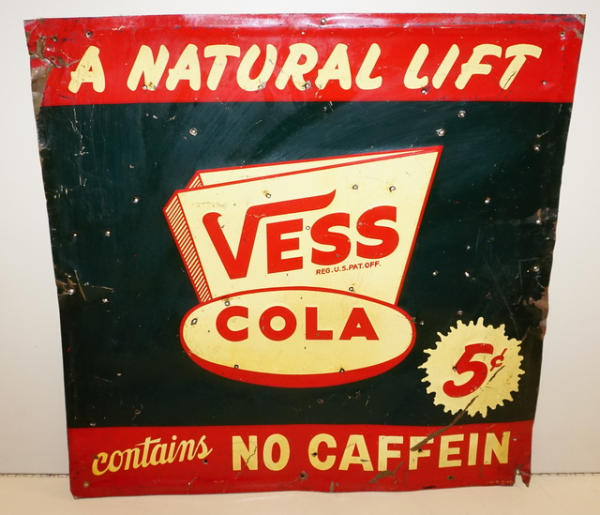 A NATURAL LIFT
VESS
REG. U.S. PAT. OFF.
COLA
5¢
contains NO CAFFEIN